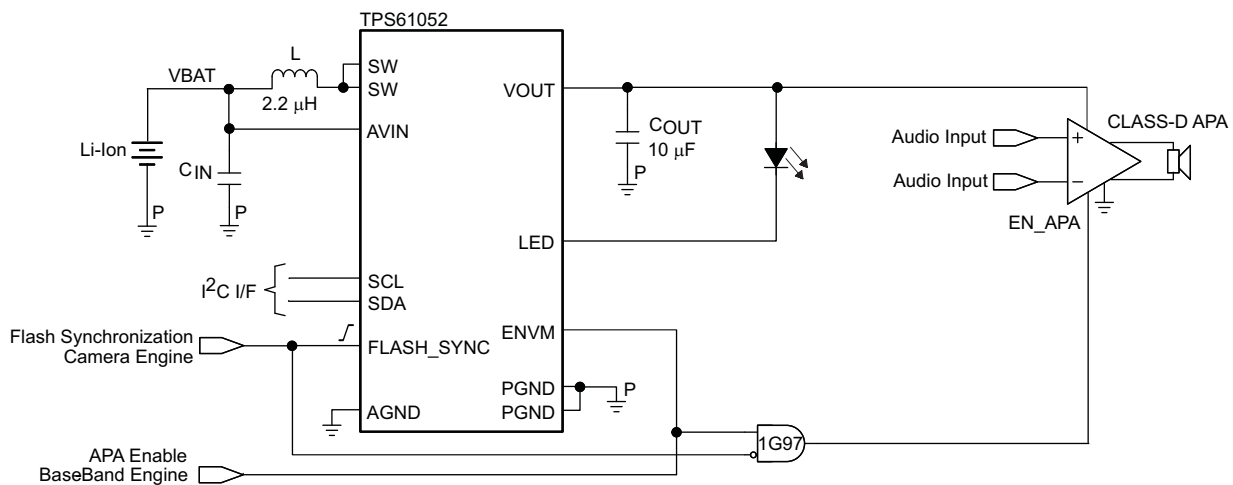 TPS61052
L
VBAT
2.2 μH
SW
SW
AVIN
VOUT
COUT
10 μF
P
CLASS-D APA
Audio Input
+
Audio Input
−
EN_APA
Li-Ion
CIN
P
P
LED
I²C I/F
SCL
SDA
ENVM
Flash Synchronization
Camera Engine
FLASH_SYNC
PGND
PGND
P
AGND
1G97
APA Enable
BaseBand Engine